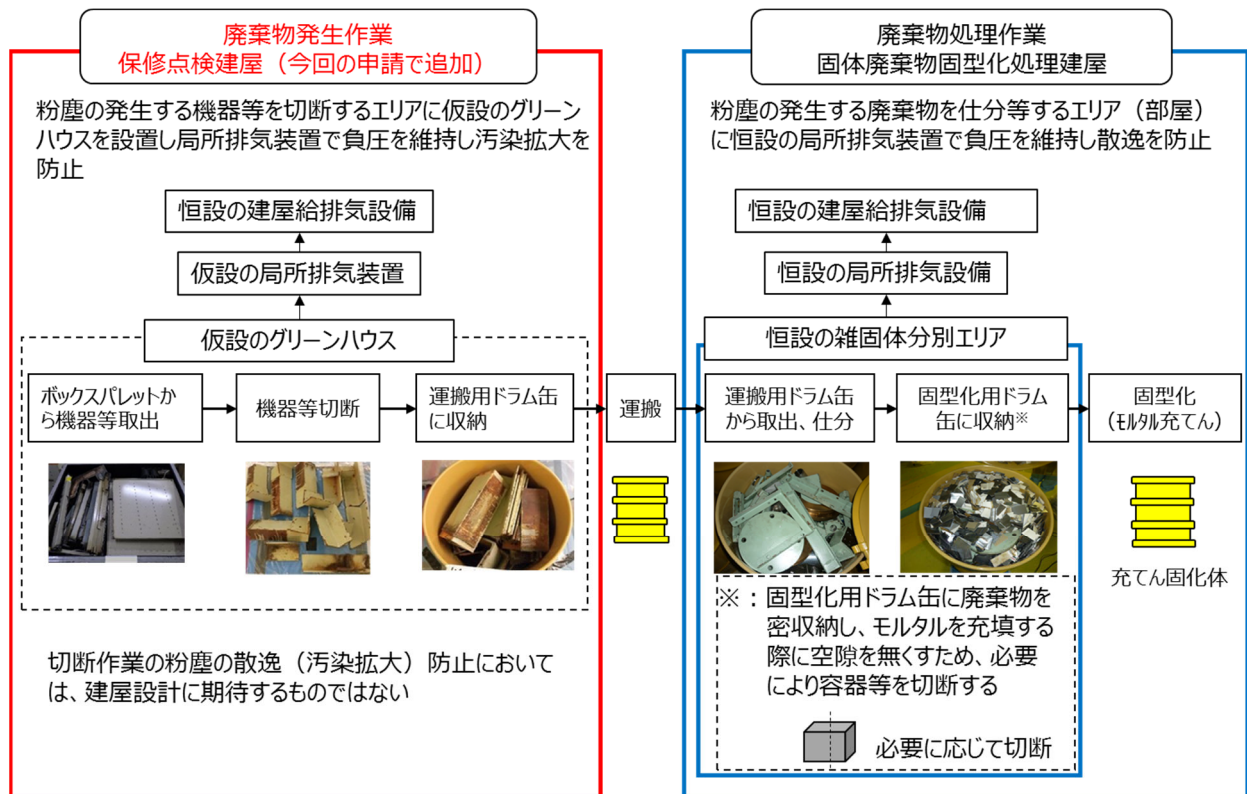 廃棄物発生作業
保修点検建屋（今回の申請で追加）
粉塵の発生する機器等を切断するエリアに仮設のグリーン
ハウスを設置し局所排気装置で負圧を維持し汚染拡大を
防止
恒設の建屋給排気設備
仮設の局所排気装置
仮設のグリーンハウス
ボックスパレットか
ら機器等取出
機器等切断
運搬用ドラム缶
に収納
切断作業の粉塵の散逸（汚染拡大）防止において
は、建屋設計に期待するものではない
運搬
廃棄物処理作業
固体廃棄物固型化処理建屋
粉塵の発生する廃棄物を仕分等するエリア（部屋）
に恒設の局所排気装置で負圧を維持し散逸を防止
恒設の建屋給排気設備
恒設の局所排気設備
恒設の雑固体分別エリア
運搬用ドラム缶
から取出、仕分
固型化用ドラム
缶に収納※
固型化
（ﾓﾙﾀﾙ充てん）
充てん固化体
※：固型化用ドラム缶に廃棄物を
密収納し、モルタルを充填する
際に空隙を無くすため、必要
により容器等を切断する
必要に応じて切断